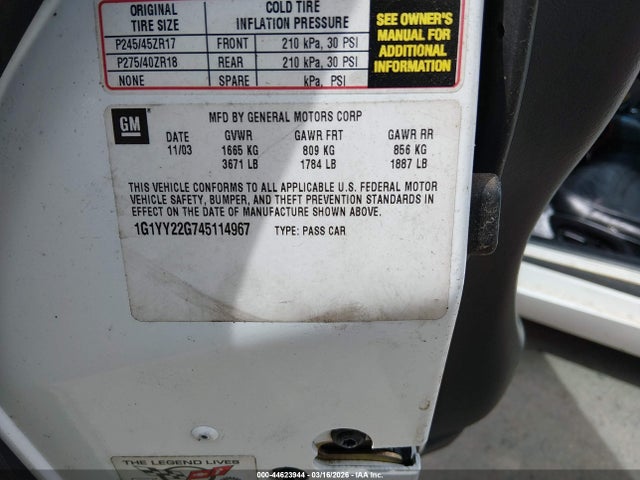 ORIGINAL TIRE SIZE COLD TIRE INFLATION PRESSURE
P245/45ZR17 FRONT 210 kPa, 30 PSI
P275/40ZR18 REAR 210 kPa, 30 PSI
NONE SPARE kPa, PSI
SEE OWNER'S
MANUAL FOR
ADDITIONAL
INFORMATION
GM
MFD BY GENERAL MOTORS CORP
DATE GVWR GAWR FRT GAWR RR
11/03 1665 KG 809 KG 856 KG
3671 LB 1784 LB 1887 LB
THIS VEHICLE CONFORMS TO ALL APPLICABLE U.S. FEDERAL MOTOR
VEHICLE SAFETY, BUMPER, AND THEFT PREVENTION STANDARDS IN
EFFECT ON THE DATE OF MANUFACTURE SHOWN ABOVE.
1G1YY22G745114967 TYPE: PASS CAR
THE LEGEND LIVES
000-44623944 | 03/16/2026 | IAA Inc.